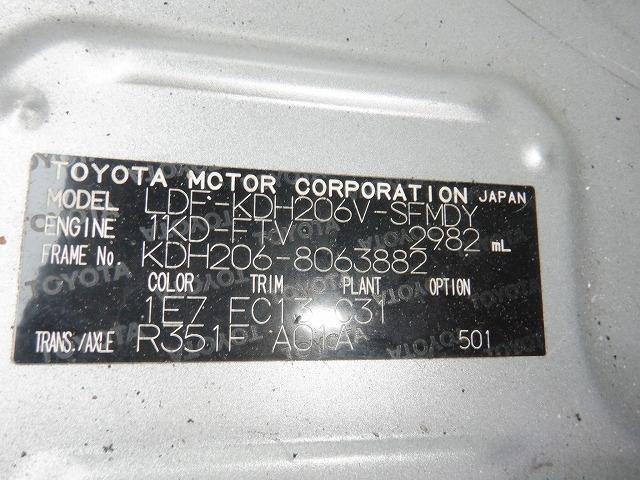 TOYOTA MOTOR CORPORATION JAPAN
MODEL LDF-KDH206V-SFMDY
ENGINE 1KD-FTV 2982 mL
FRAME No. KDH206-8063882
COLOR TRIM PLANT OPTION
1E7 FC13 C31
TRANS./AXLE R351F A01A 501